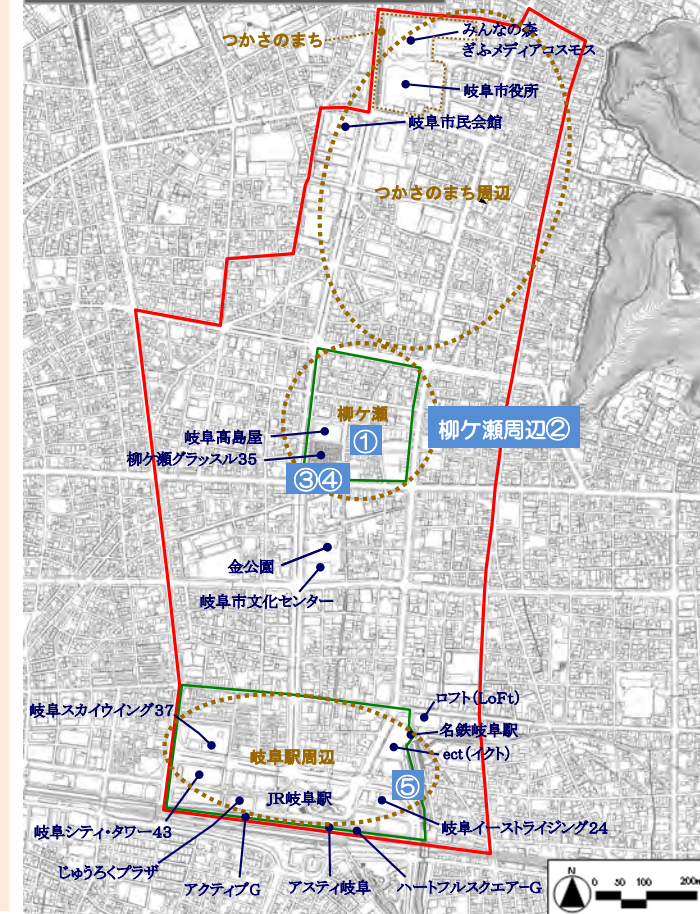 つかさのまち
みんなの森
ぎふメディアコスモス
岐阜市役所
岐阜市民会館
つかさのまち周辺
柳ケ瀬
①
柳ケ瀬周辺②
岐阜高島屋
柳ケ瀬グラッスル35
③④
金公園
岐阜市文化センター
ロフト(LoFt)
岐阜スカイウイング37
名鉄岐阜駅
ect(イクト)
岐阜駅周辺
⑤
JR岐阜駅
岐阜シティ・タワー43
岐阜イーストライジング24
じゅうろくプラザ
アクティブG
アスティ岐阜
ハートフルスクエアーG
N
0 50 100 200m